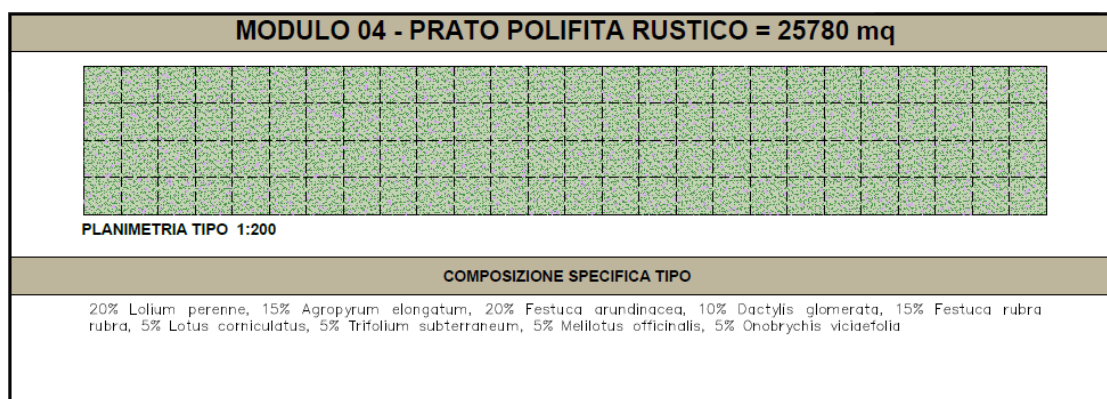 MODULO 04 - PRATO POLIFITA RUSTICO = 25780 mq
PLANIMETRIA TIPO 1:200
COMPOSIZIONE SPECIFICA TIPO
20% Lolium perenne, 15% Agropyrum elongatum, 20% Festuca arundinacea, 10% Dactylis glomerata, 15% Festuca rubra
rubra, 5% Lotus corniculatus, 5% Trifolium subterraneum, 5% Melilotus officinalis, 5% Onobrychis viciaefolia